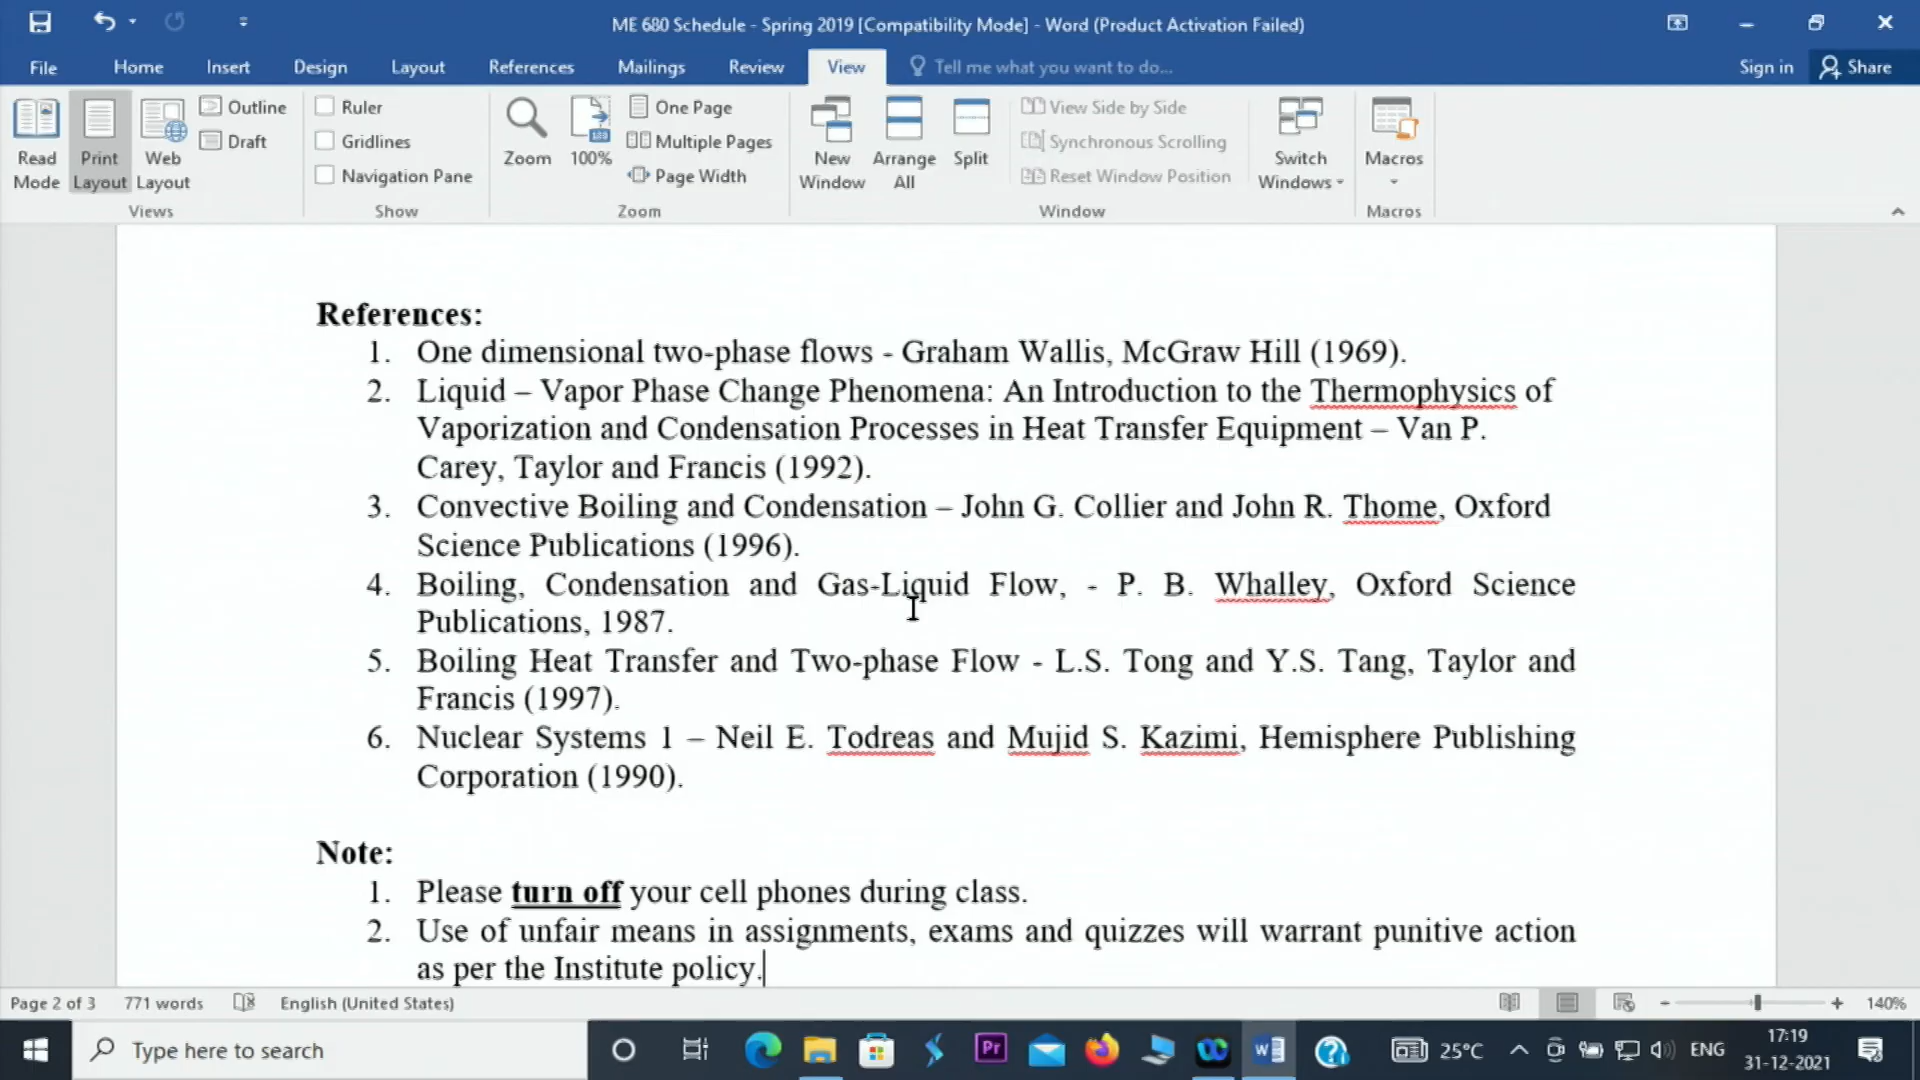 ME 680 Schedule - Spring 2019 [Compatibility Mode] - Word (Product Activation Failed)
File Home Insert Design Layout References Mailings Review View Tell me what you want to do... Sign in Share
Read Mode
Print Layout
Web Layout
Outline
Draft
Views
Ruler
Gridlines
Navigation Pane
Show
Zoom
100%
One Page
Multiple Pages
Page Width
Zoom
New Window
Arrange All
Split
View Side by Side
Synchronous Scrolling
Reset Window Position
Window
Switch Windows
Macros
Macros
References:
1. One dimensional two-phase flows - Graham Wallis, McGraw Hill (1969).
2. Liquid – Vapor Phase Change Phenomena: An Introduction to the Thermophysics of
Vaporization and Condensation Processes in Heat Transfer Equipment – Van P.
Carey, Taylor and Francis (1992).
3. Convective Boiling and Condensation – John G. Collier and John R. Thome, Oxford
Science Publications (1996).
4. Boiling, Condensation and Gas-Liquid Flow, - P. B. Whalley, Oxford Science
Publications, 1987.
5. Boiling Heat Transfer and Two-phase Flow - L.S. Tong and Y.S. Tang, Taylor and
Francis (1997).
6. Nuclear Systems 1 – Neil E. Todreas and Mujid S. Kazimi, Hemisphere Publishing
Corporation (1990).
Note:
1. Please turn off your cell phones during class.
2. Use of unfair means in assignments, exams and quizzes will warrant punitive action
as per the Institute policy.
Page 2 of 3 771 words English (United States) 140%
Type here to search
Pr
25°C
ENG
17:19
31-12-2021